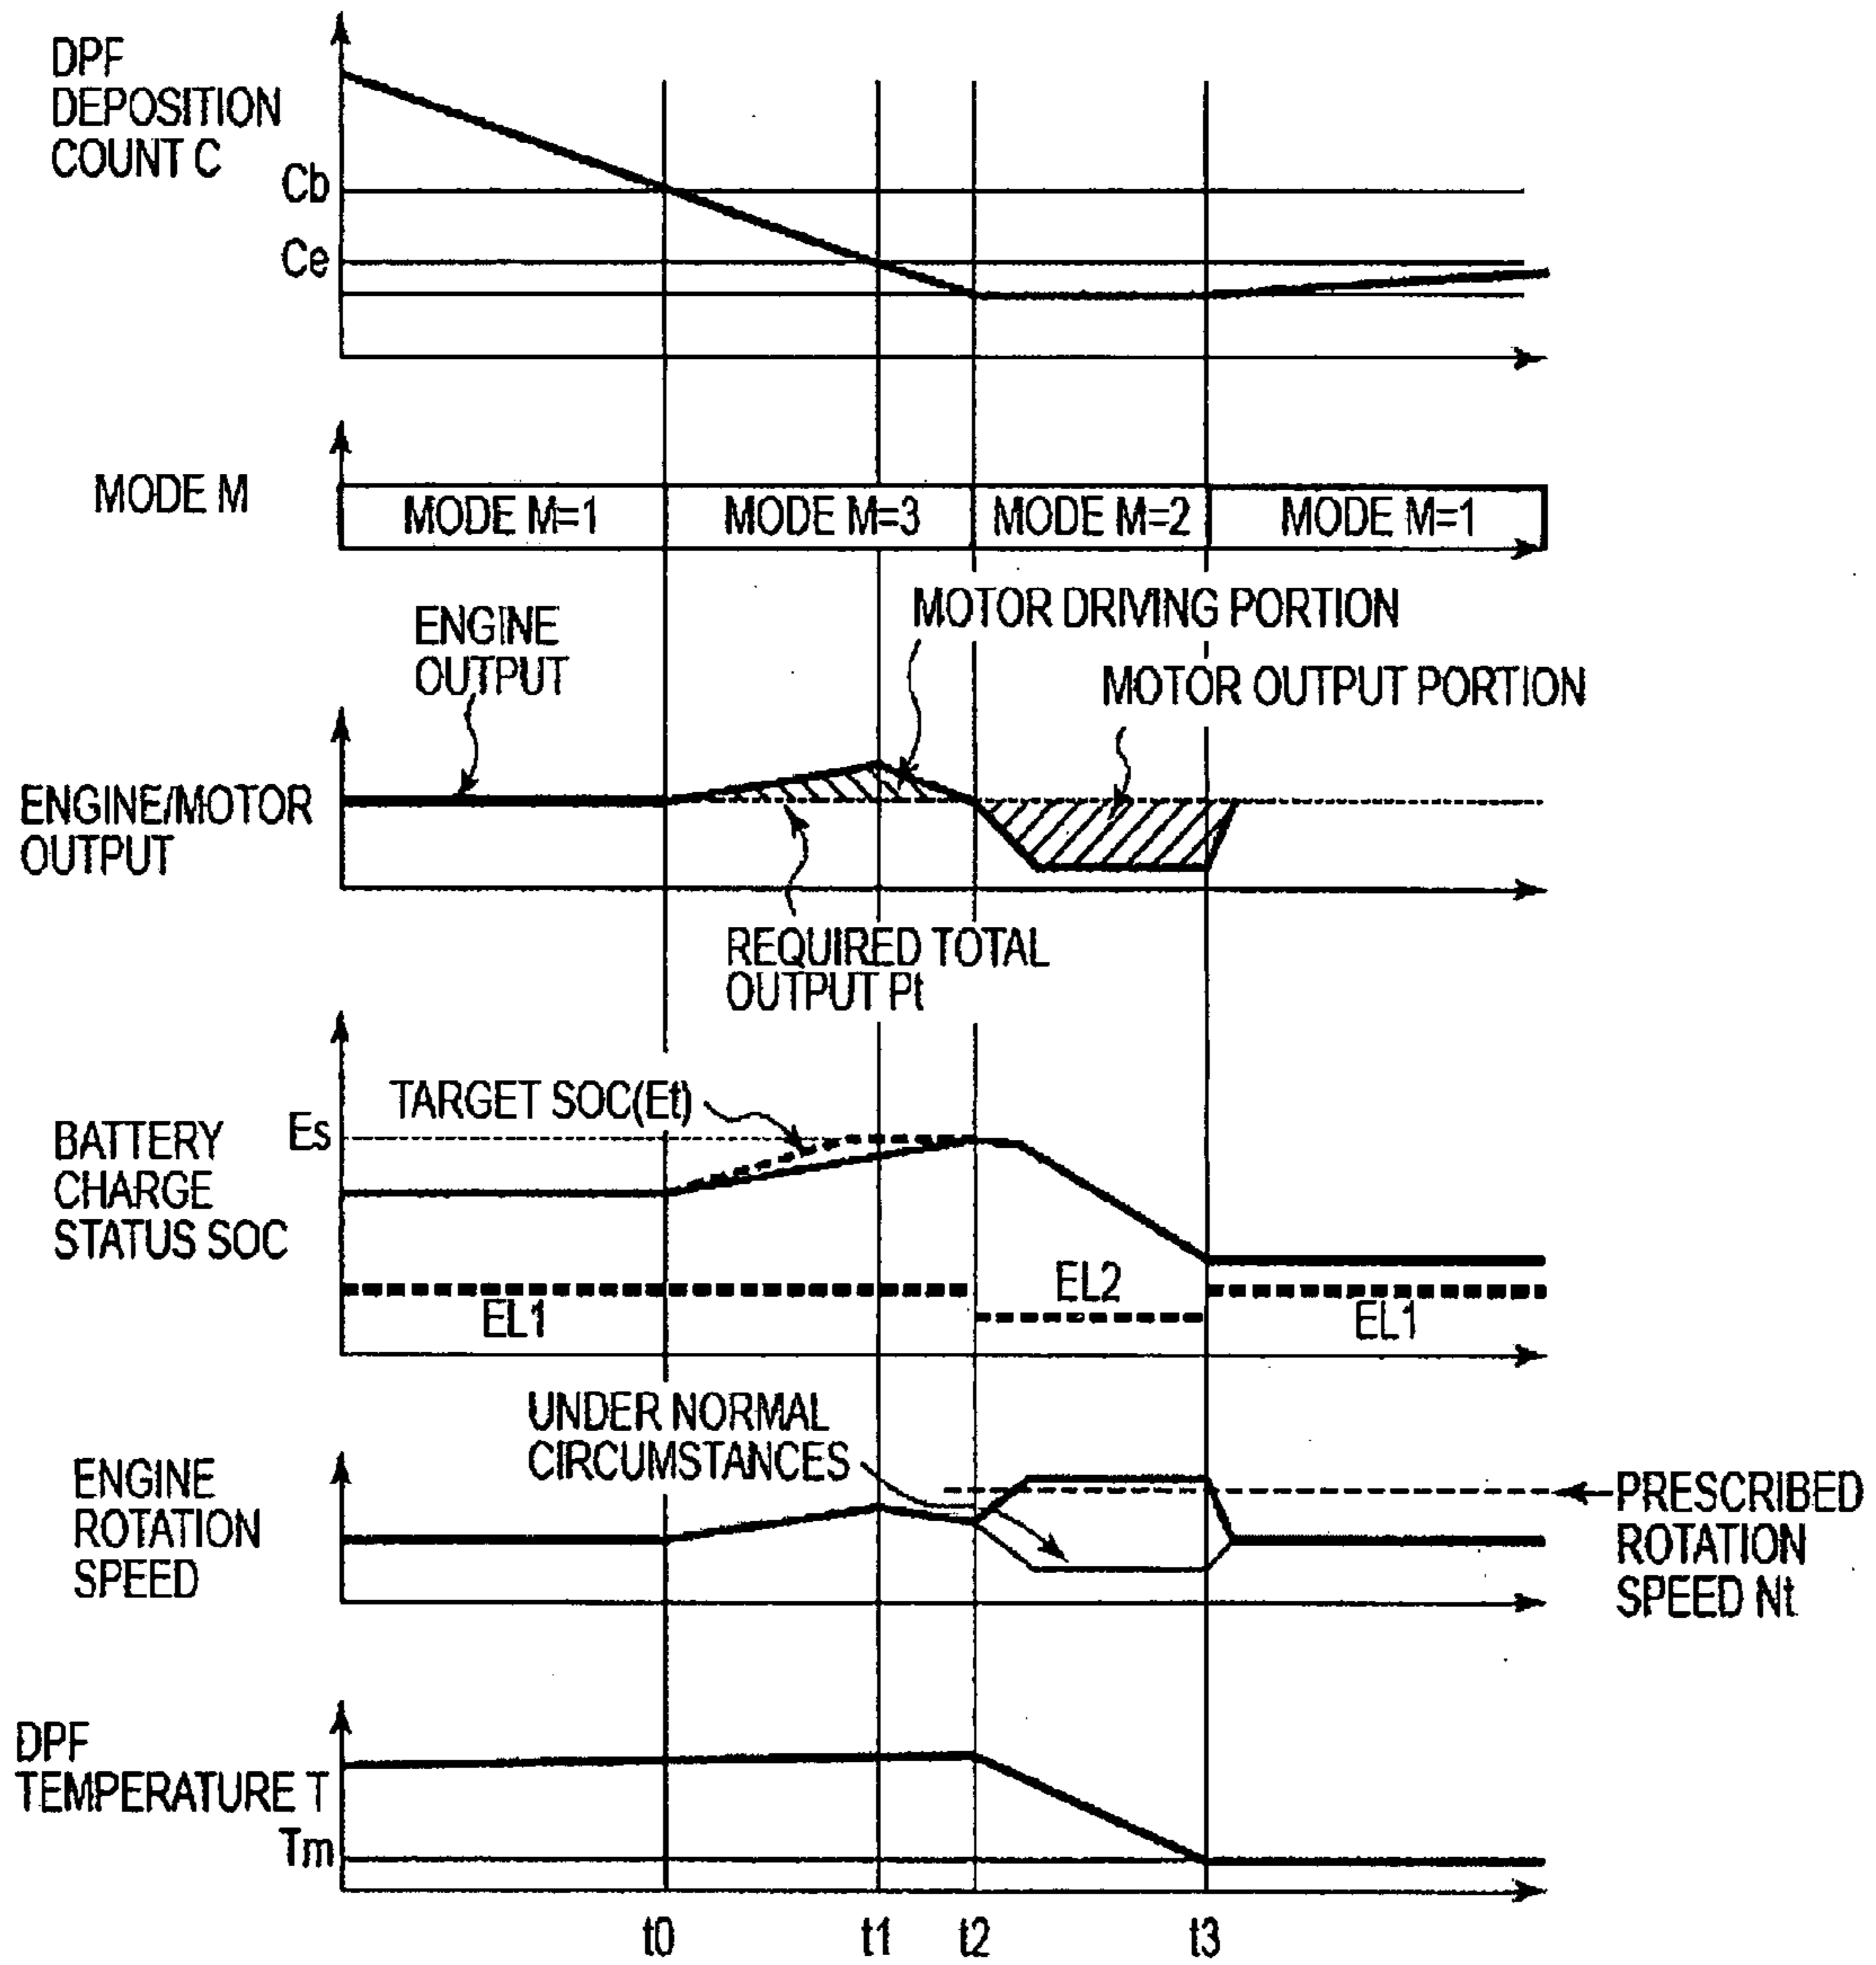 DPF
DEPOSITION
COUNT C
Cb
Ce
MODE M
MODE M=1
MODE M=3
MODE M=2
MODE M=1
ENGINE
OUTPUT
MOTOR DRIVING PORTION
MOTOR OUTPUT PORTION
ENGINE/MOTOR
OUTPUT
REQUIRED TOTAL
OUTPUT Pt
TARGET SOC(Et)
Es
BATTERY
CHARGE
STATUS SOC
EL1
EL2
EL1
UNDER NORMAL
CIRCUMSTANCES
ENGINE
ROTATION
SPEED
PRESCRIBED
ROTATION
SPEED Nt
DPF
TEMPERATURE T
Tm
t0
t1
t2
t3